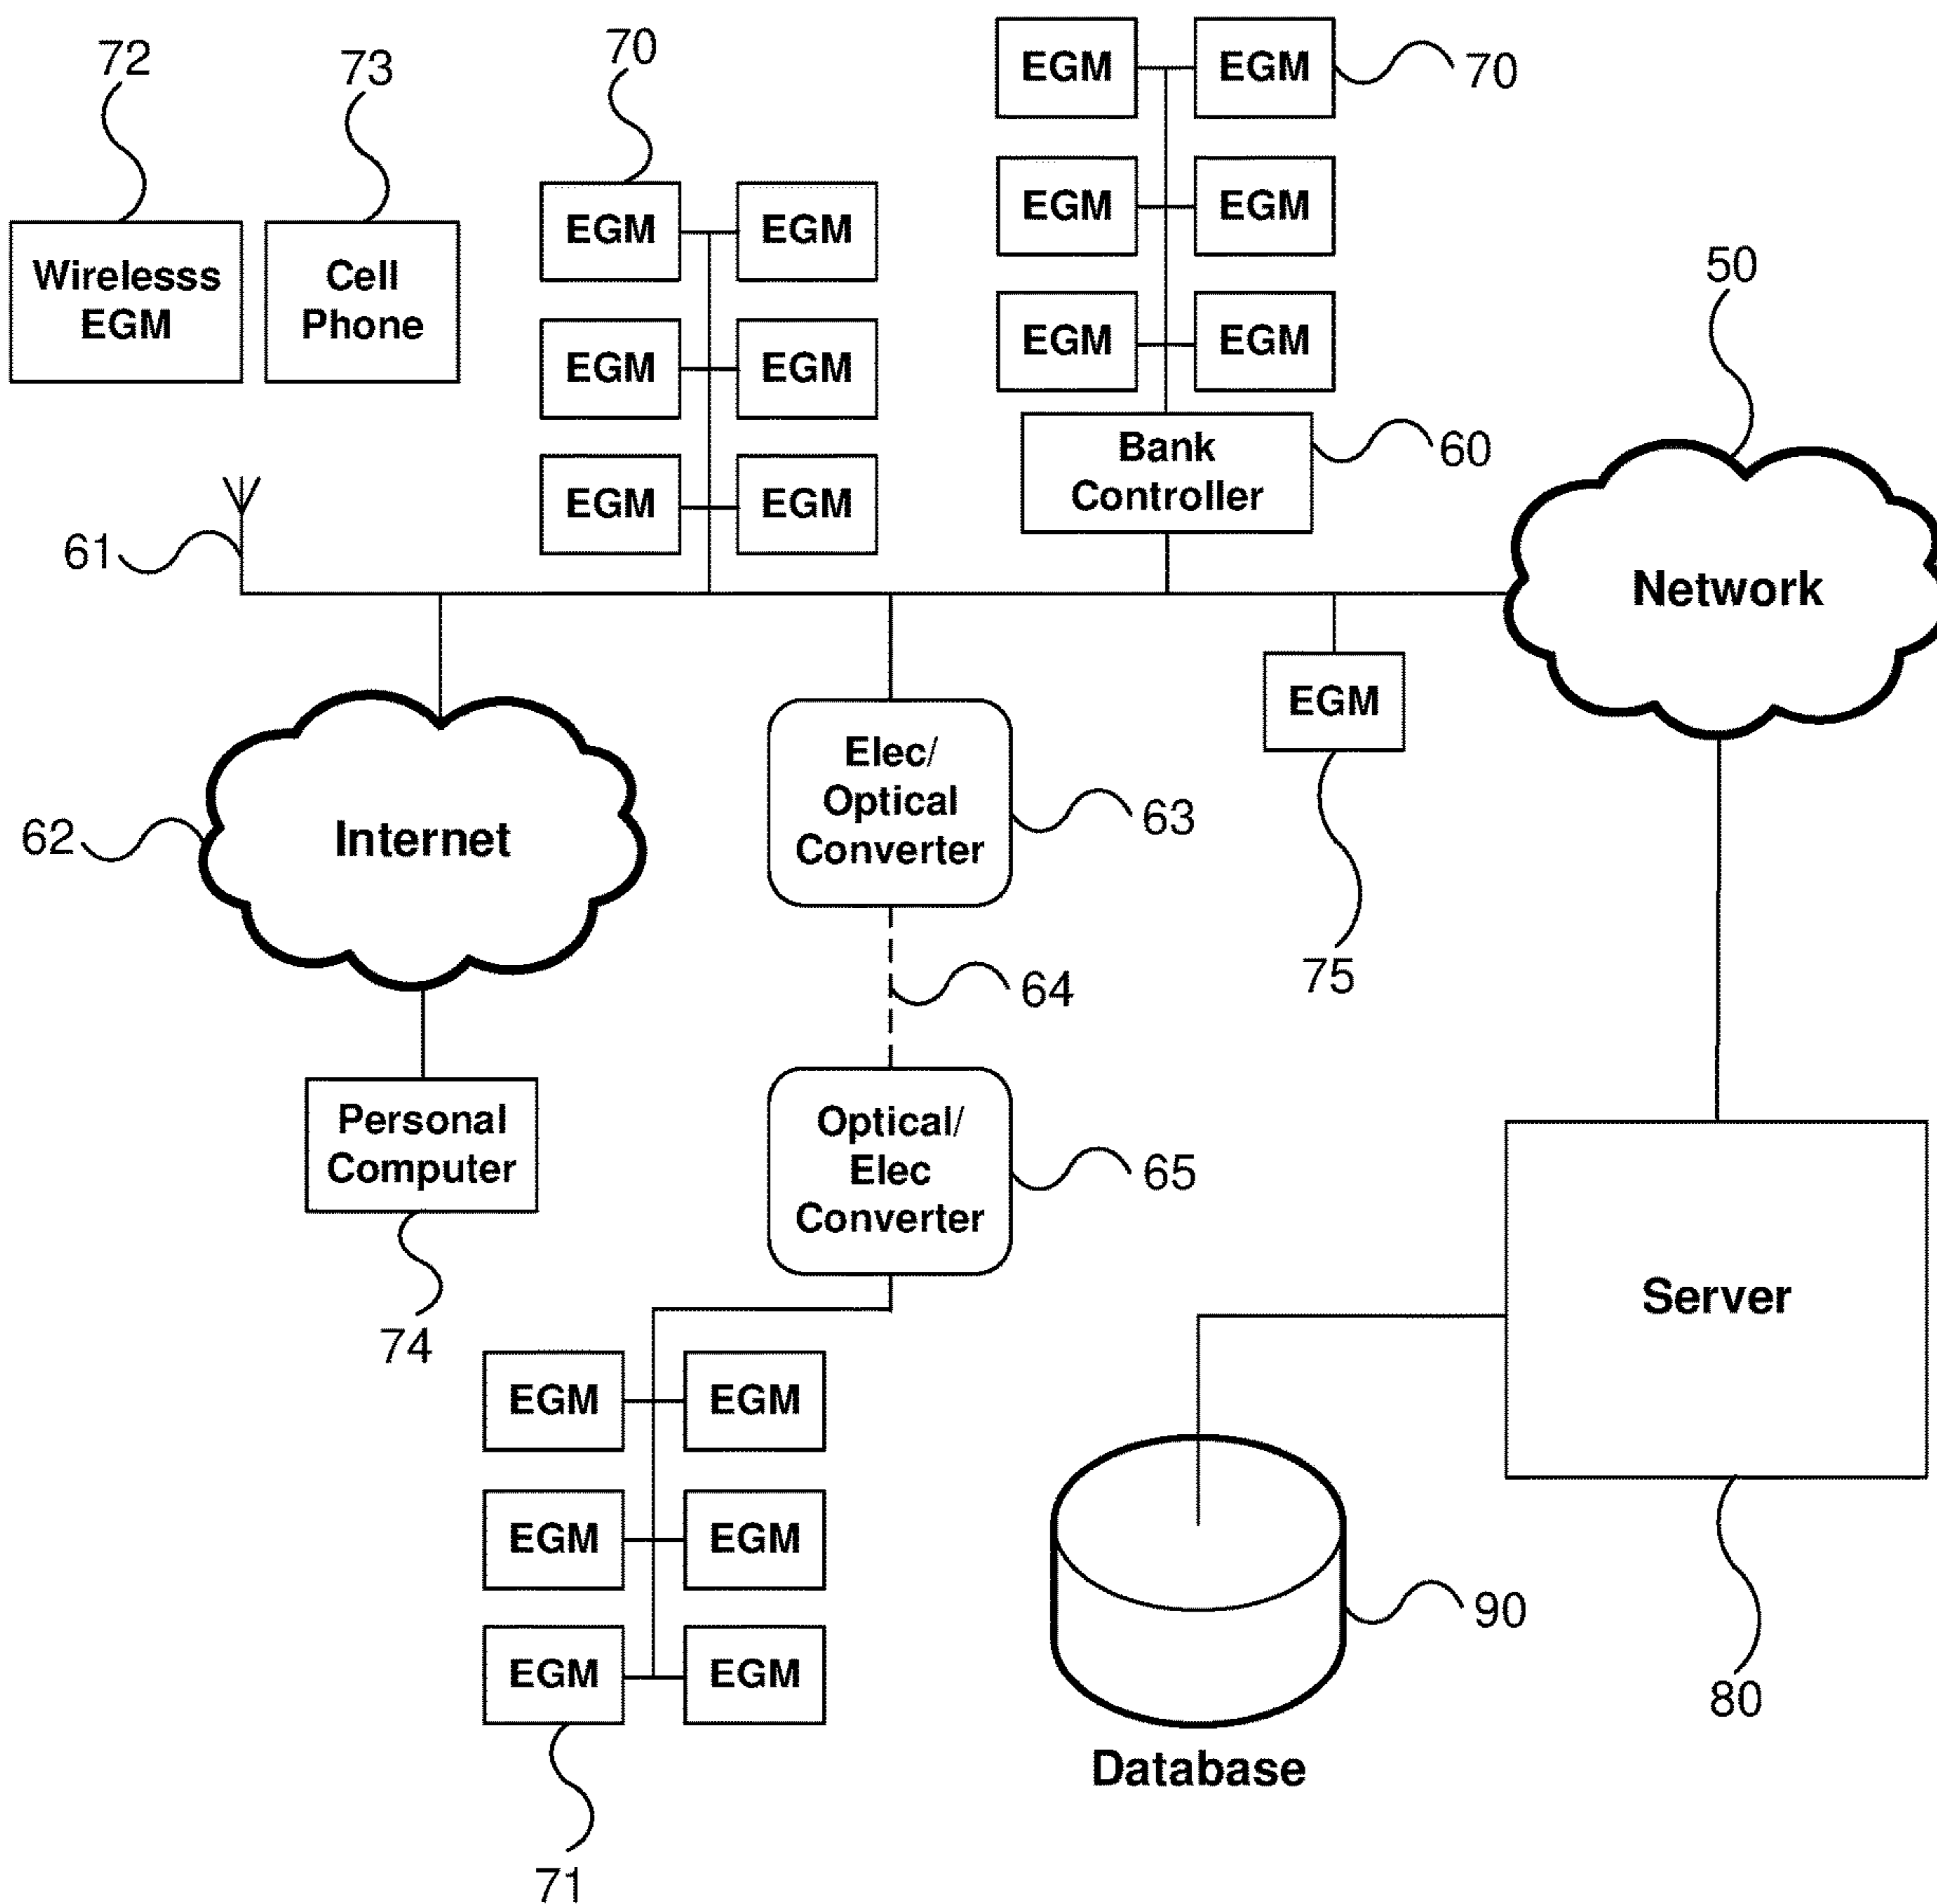 72
73
70
EGM
EGM
70
Wirelesss
EGM
Cell
Phone
EGM
EGM
EGM
EGM
50
EGM
EGM
EGM
EGM
EGM
EGM
Bank
Controller
60
61
Network
EGM
75
62
Internet
Elec/
Optical
Converter
63
64
Personal
Computer
74
Optical/
Elec
Converter
65
Server
80
EGM
EGM
EGM
EGM
EGM
EGM
71
90
Database